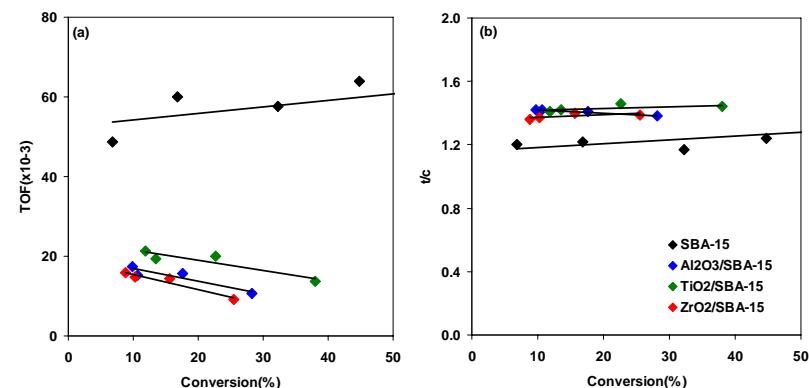 (a)
80
60
40
20
0
TOF(x10-3)
0 10 20 30 40 50
Conversion(%)
(b)
2.0
1.6
1.2
0.8
0.4
0.0
t/c
SBA-15
Al2O3/SBA-15
TiO2/SBA-15
ZrO2/SBA-15
0 10 20 30 40 50
Conversion(%)